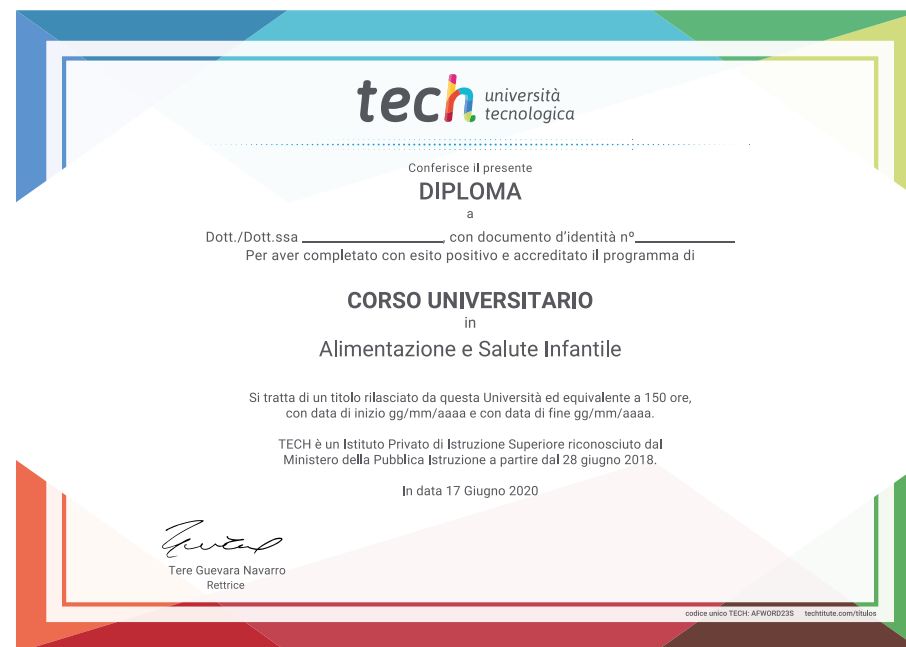 tech università
tecnologica
Conferisce il presente
DIPLOMA
a
Dott./Dott.ssa ____________________, con documento d'identità nº______________
Per aver completato con esito positivo e accreditato il programma di
CORSO UNIVERSITARIO
in
Alimentazione e Salute Infantile
Si tratta di un titolo rilasciato da questa Università ed equivalente a 150 ore,
con data di inizio gg/mm/aaaa e con data di fine gg/mm/aaaa.
TECH è un Istituto Privato di Istruzione Superiore riconosciuto dal
Ministero della Pubblica Istruzione a partire dal 28 giugno 2018.
In data 17 Giugno 2020
Tere Guevara Navarro
Rettrice
codice unico TECH: AFWORD23S techtitute.com/titulos